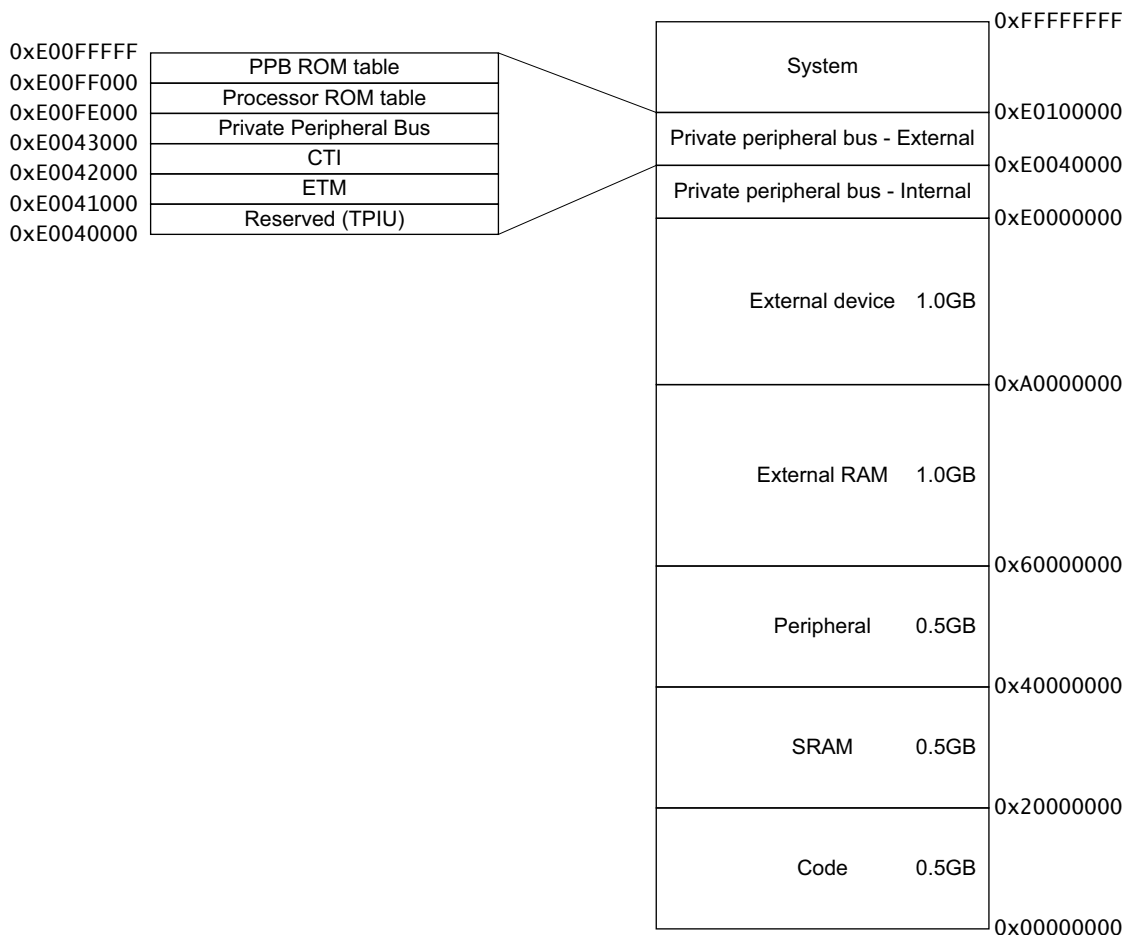 0xFFFFFFFF
System
0xE0100000
Private peripheral bus - External
0xE0040000
Private peripheral bus - Internal
0xE0000000
External device 1.0GB
0xA0000000
External RAM 1.0GB
0x60000000
Peripheral 0.5GB
0x40000000
SRAM 0.5GB
0x20000000
Code 0.5GB
0x00000000
0xE00FFFFF
PPB ROM table
0xE00FF000
Processor ROM table
0xE00FE000
Private Peripheral Bus
0xE0043000
CTI
0xE0042000
ETM
0xE0041000
Reserved (TPIU)
0xE0040000